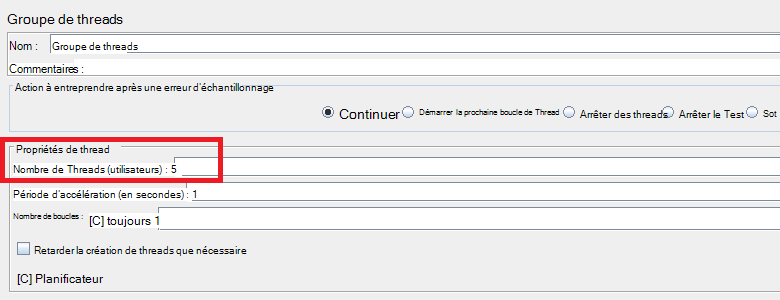 Groupe de threads
Nom : Groupe de threads
Commentaires :
Action à entreprendre après une erreur d'échantillonnage
Continuer Démarrer la prochaine boucle de Thread Arrêter des threads Arrêter le Test Sot
Propriétés de thread
Nombre de Threads (utilisateurs) : 5
Période d'accélération (en secondes) : 1
Nombre de boucles : [C] toujours 1
Retarder la création de threads que nécessaire
[C] Planificateur